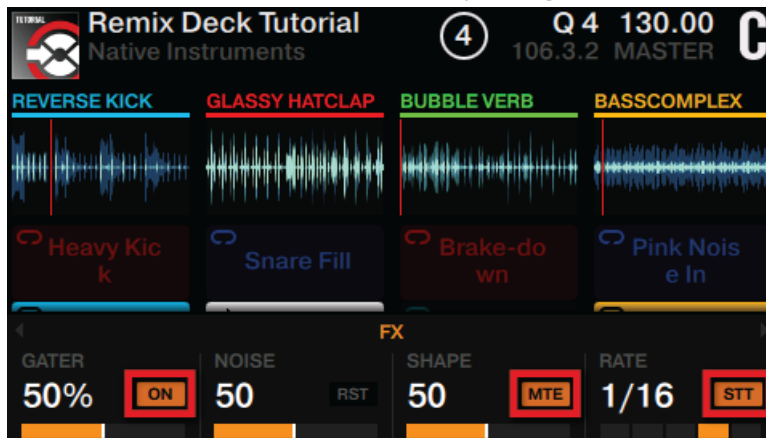 TUTORIAL
Remix Deck Tutorial
Native Instruments
4
Q 4 130.00
106.3.2 MASTER
C
REVERSE KICK
GLASSY HATCLAP
BUBBLE VERB
BASSCOMPLEX
Heavy Kic
k
Snare Fill
Brake-do
wn
Pink Nois
e In
FX
GATER
50% ON
NOISE
50 RST
SHAPE
50 MTE
RATE
1/16 STT